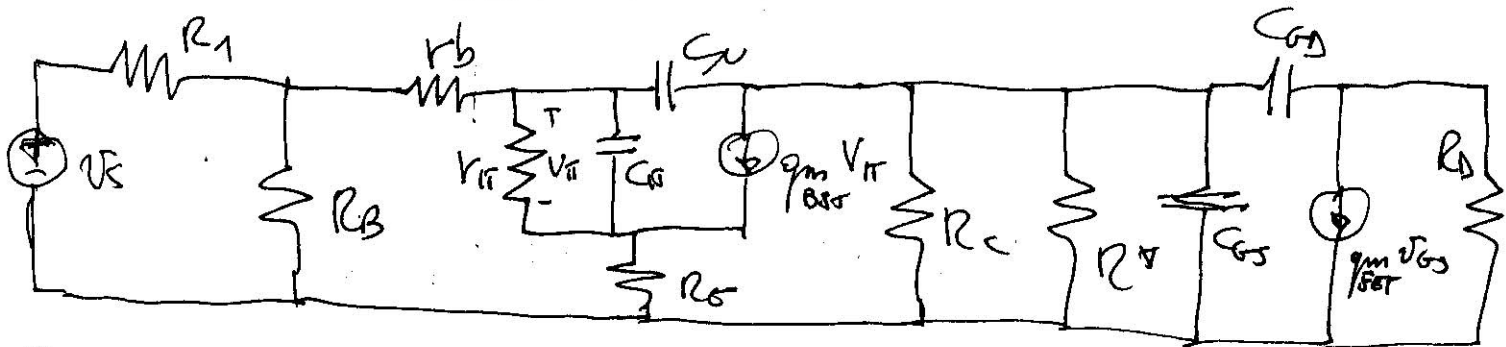 R1
rb
Cμ
CGD
+
-
vs
RB
rπ
+
Vπ
-
Cπ
gm Vπ
BJT
RE
RC
CGS
gm vGS
FET
RD